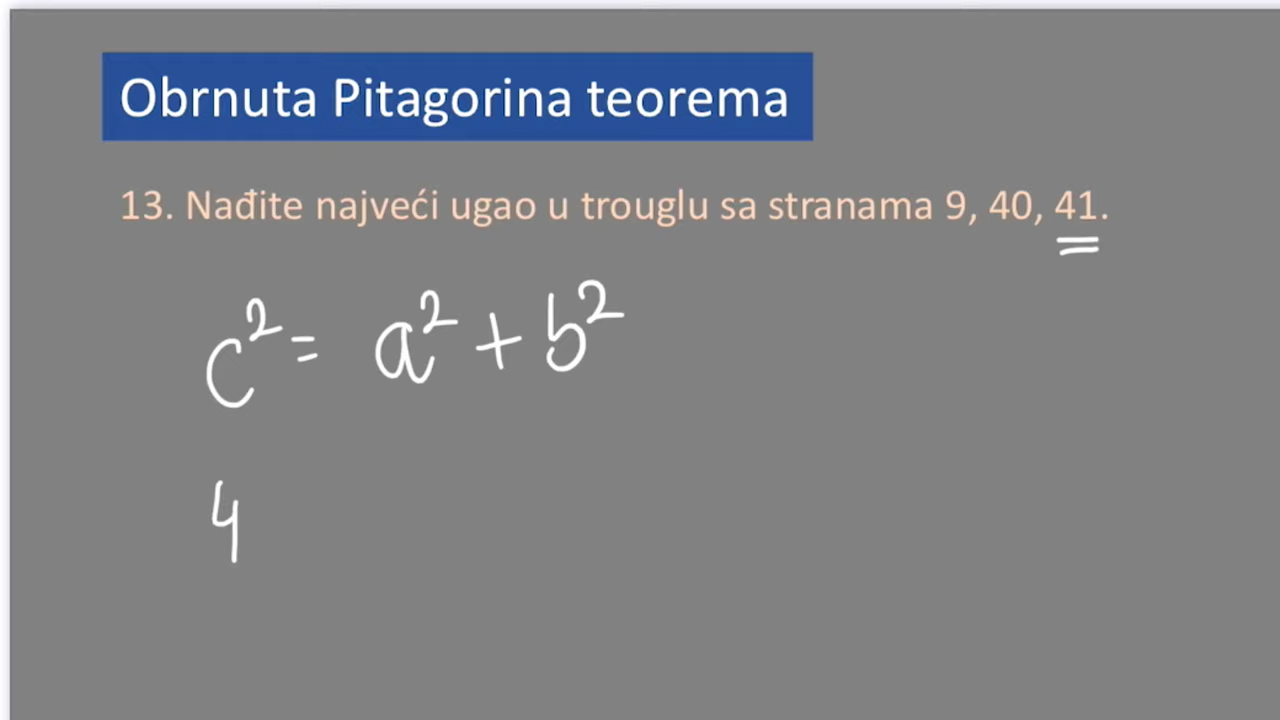 Obrnuta Pitagorina teorema
13. Nađite najveći ugao u trouglu sa stranama 9, 40, 41.
c² = a² + b²
4